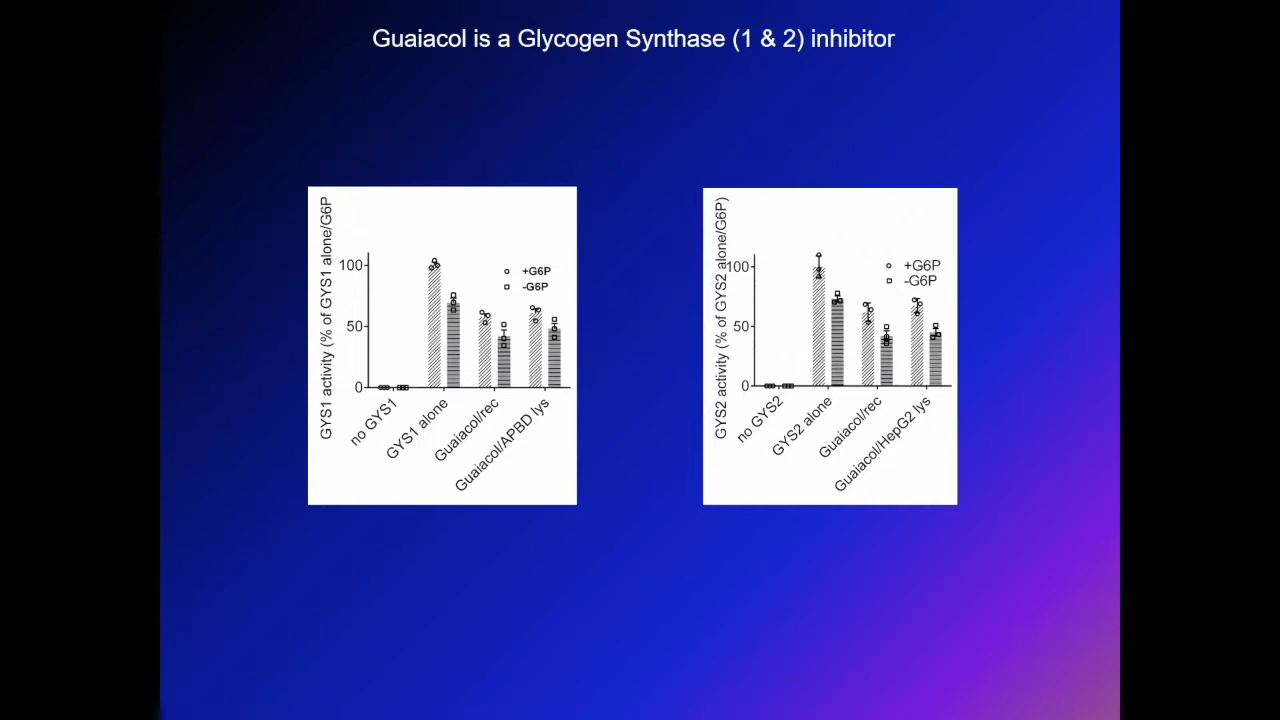 Guaiacol is a Glycogen Synthase (1 & 2) inhibitor
GYS1 activity (% of GYS1 alone/G6P
100
50
0
+G6P
-G6P
no GYS1
GYS1 alone
Guaiacol/rec
Guaiacol/APBD lys
GYS2 activity (% of GYS2 alone/G6P)
100
50
0
+G6P
-G6P
no GYS2
GYS2 alone
Guaiacol/rec
Guaiacol/HepG2 lys